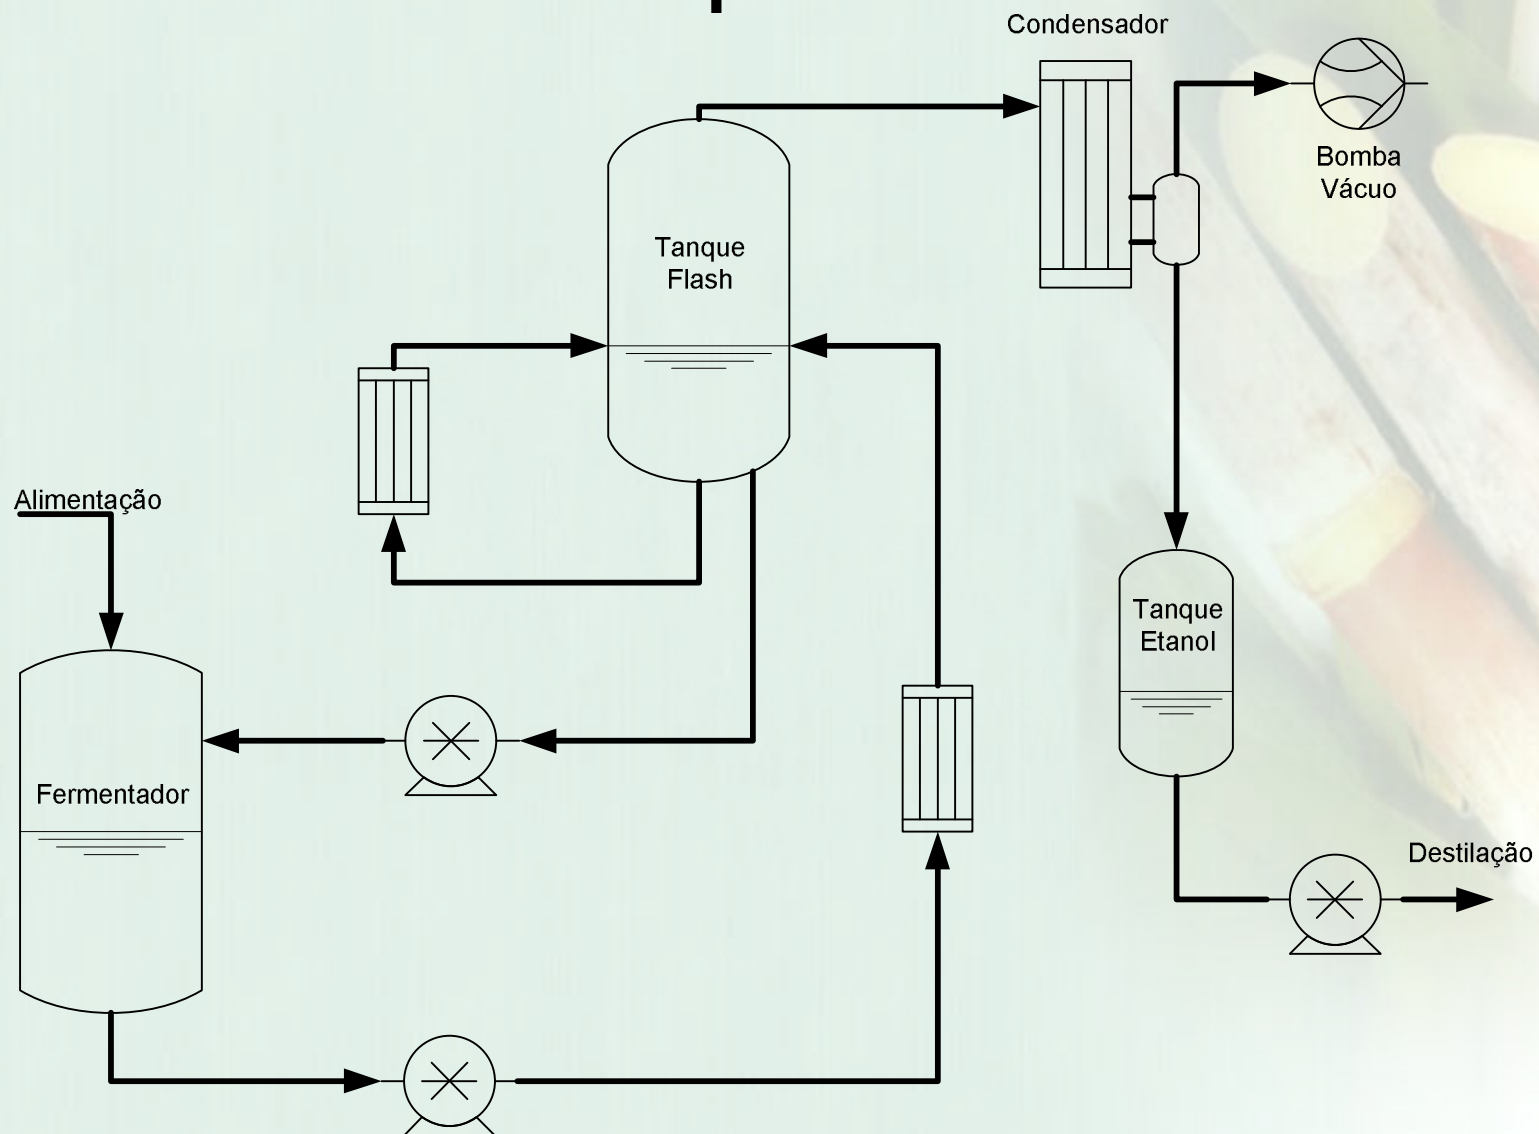 Condensador
Bomba
Vácuo
Tanque
Flash
Alimentação
Tanque
Etanol
Fermentador
Destilação